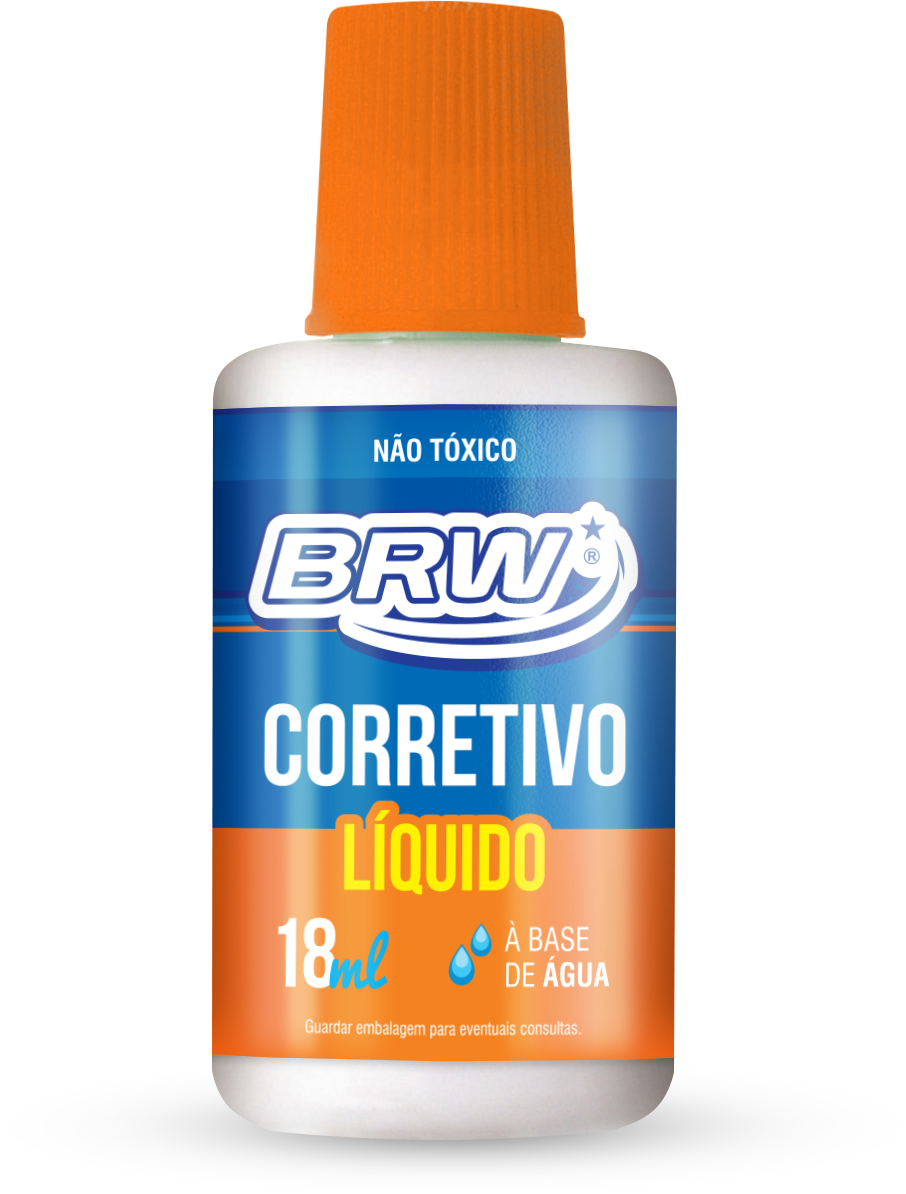 NÃO TÓXICO
BRW®
CORRETIVO
LÍQUIDO
18ml
À BASE
DE ÁGUA
Guardar embalagem para eventuais consultas.